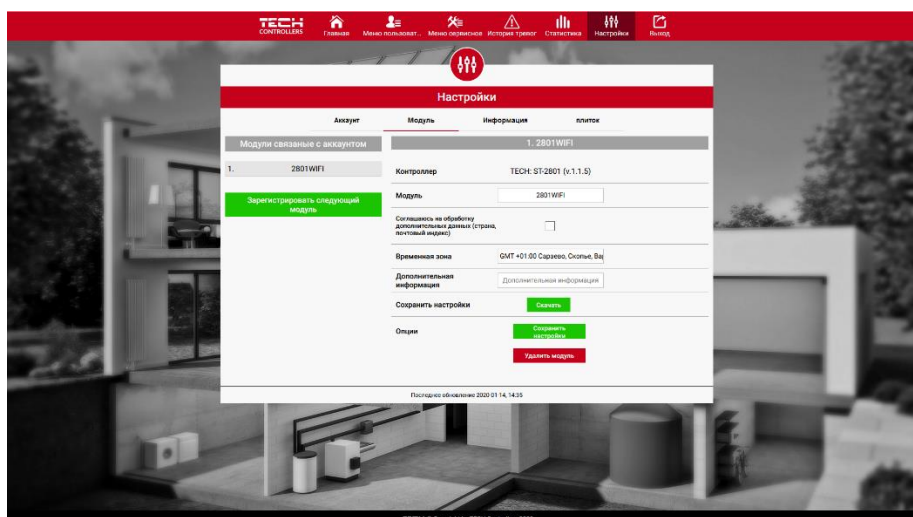 TECH
CONTROLLERS
Главная
Меню пользоват..
Меню сервисное
История тревог
Статистика
Настройки
Выход
Настройки
Аккаунт
Модуль
Информация
плиток
Модули связаные с аккаунтом
1. 2801WIFI
1. 2801WIFI
Зарегистрировать следующий
модуль
Контроллер
TECH: ST-2801 (v.1.1.5)
Модуль
2801WIFI
Соглашаюсь на обработку
дополнительных данных (страна,
почтовый индекс)
Временная зона
GMT +01:00 Сараево, Скопье, Ва
Дополнительная
информация
Дополнительная информация
Сохранить настройки
Скачать
Опции
Сохранить
настройки
Удалить модуль
Последнее обновление 2020 01 14, 14:35